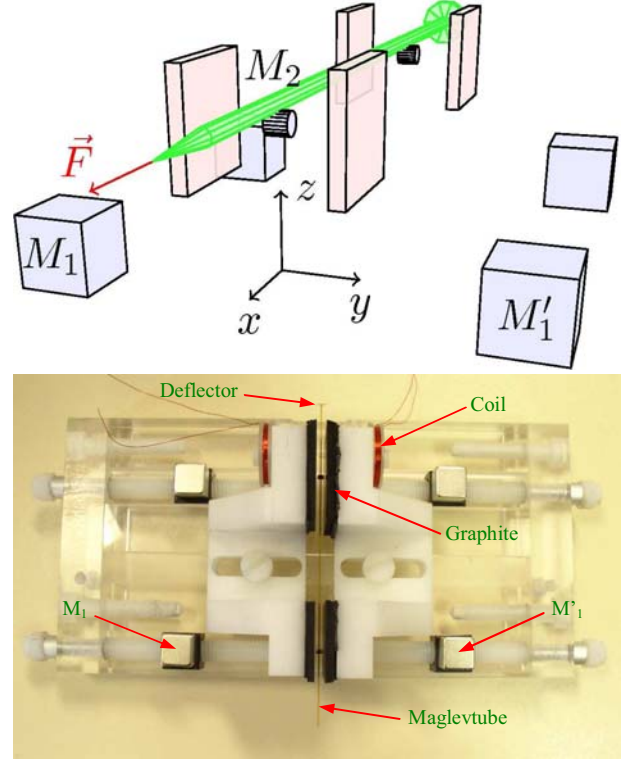 M₂
F⃗
z
M₁
x
y
M′₁
Deflector
Coil
Graphite
M₁
M'₁
Maglevtube